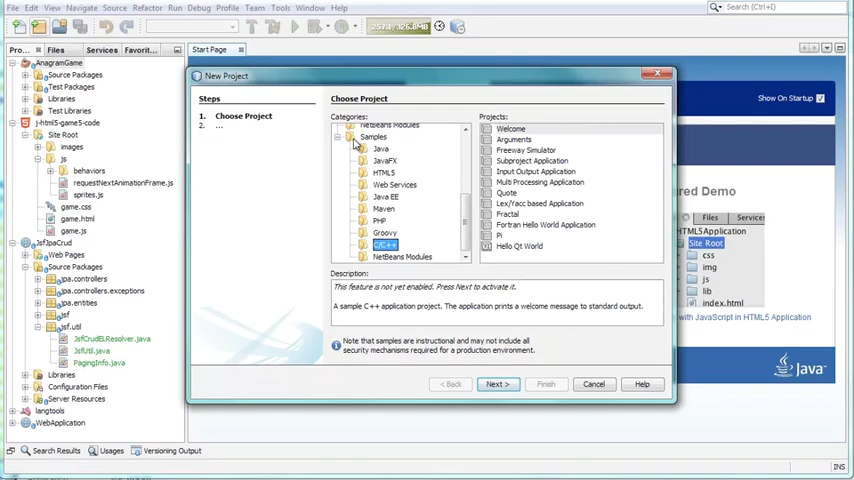 File Edit View Navigate Source Refactor Run Debug Profile Team Tools Window Help
Search (Ctrl+I)
257.1/326.8MB
Files Services Favorit...
Start Page
AnagramGame
Source Packages
Test Packages
Libraries
Test Libraries
j-html5-game5-code
Site Root
images
js
behaviors
requestNextAnimationFrame.js
sprites.js
game.css
game.html
game.js
JsfJpaCrud
Web Pages
jpa.controllers
jpa.controllers.exceptions
jpa.entities
jsf
jsf.util
JsfCrudELResolver.java
JsfUtil.java
PagingInfo.java
Libraries
Configuration Files
Server Resources
langtools
WebApplication
Search Results Usages Versioning Output
New Project
Steps
1. Choose Project
2. ...
Choose Project
Categories:
NetBeans Modules
Samples
Java
JavaFX
HTML5
Web Services
Java EE
Maven
PHP
Groovy
C/C++
NetBeans Modules
Projects:
Welcome
Arguments
Freeway Simulator
Subproject Application
Input Output Application
Multi Processing Application
Quote
Lex/Yacc based Application
Fractal
Fortran Hello World Application
Pi
Hello Qt World
Description:
This feature is not yet enabled. Press Next to activate it.
A sample C++ application project. The application prints a welcome message to standard output.
Note that samples are instructional and may not include all
security mechanisms required for a production environment.
< Back Next > Finish Cancel Help
Show On Startup
ured Demo
Files Services
HTML5Application
Site Root
css
img
js
lib
index.html
with JavaScript in HTML5 Application
Java
INS